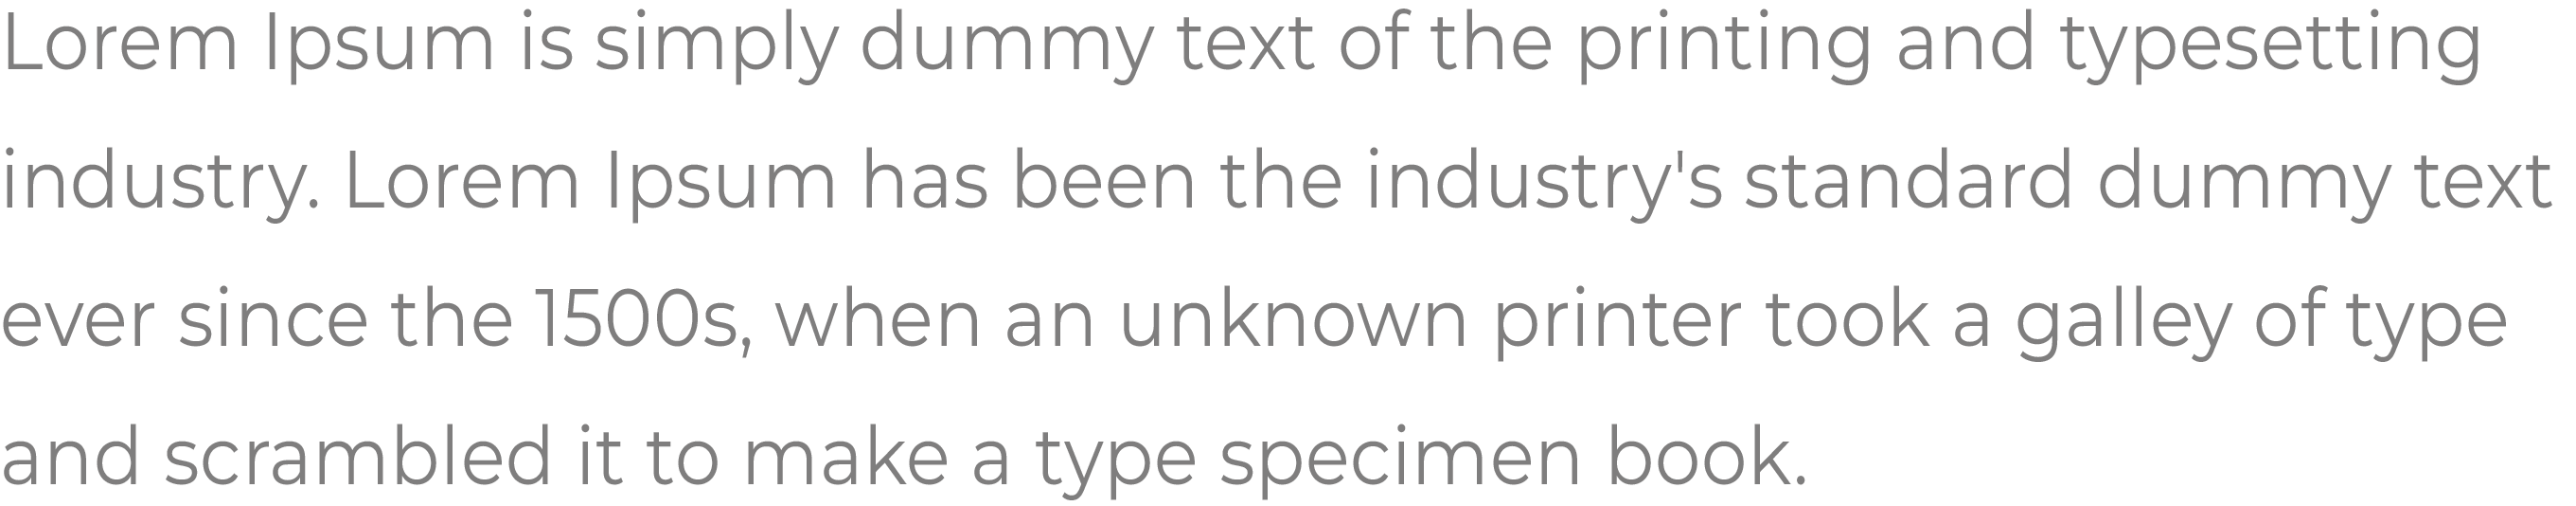 Lorem Ipsum is simply dummy text of the printing and typesetting
industry. Lorem Ipsum has been the industry's standard dummy text
ever since the 1500s, when an unknown printer took a galley of type
and scrambled it to make a type specimen book.